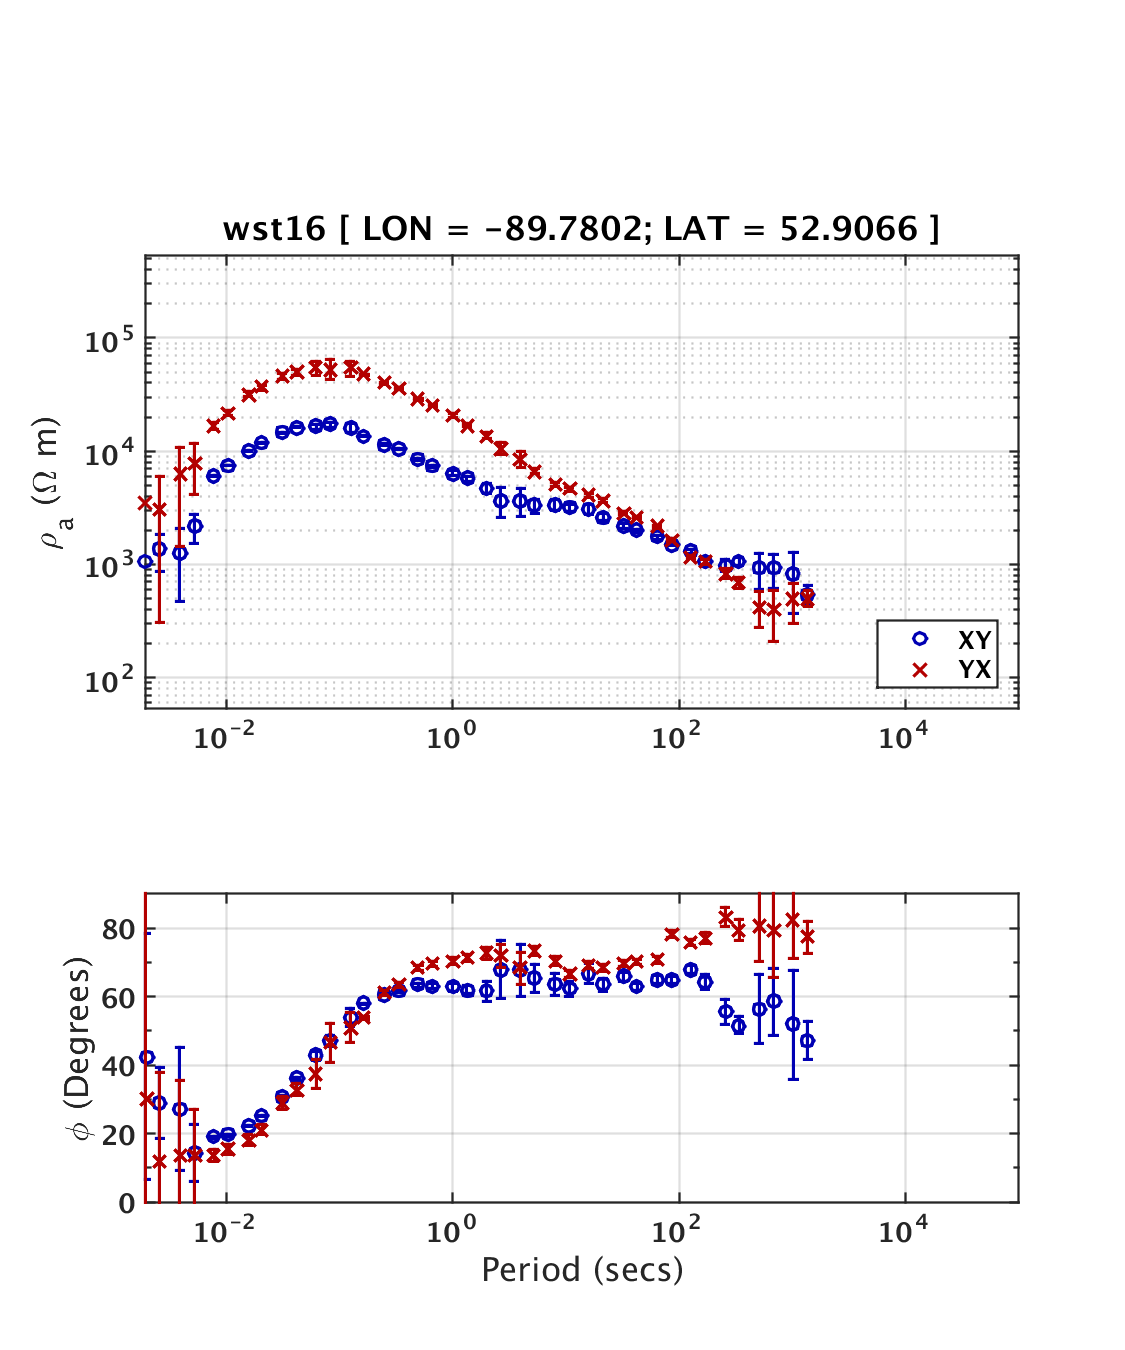 wst16 [ LON = -89.7802; LAT = 52.9066 ]
ρa (Ω m)
10^5
10^4
10^3
10^2
XY
YX
10^-2 10^0 10^2 10^4
ϕ (Degrees)
80
60
40
20
0
10^-2 10^0 10^2 10^4
Period (secs)